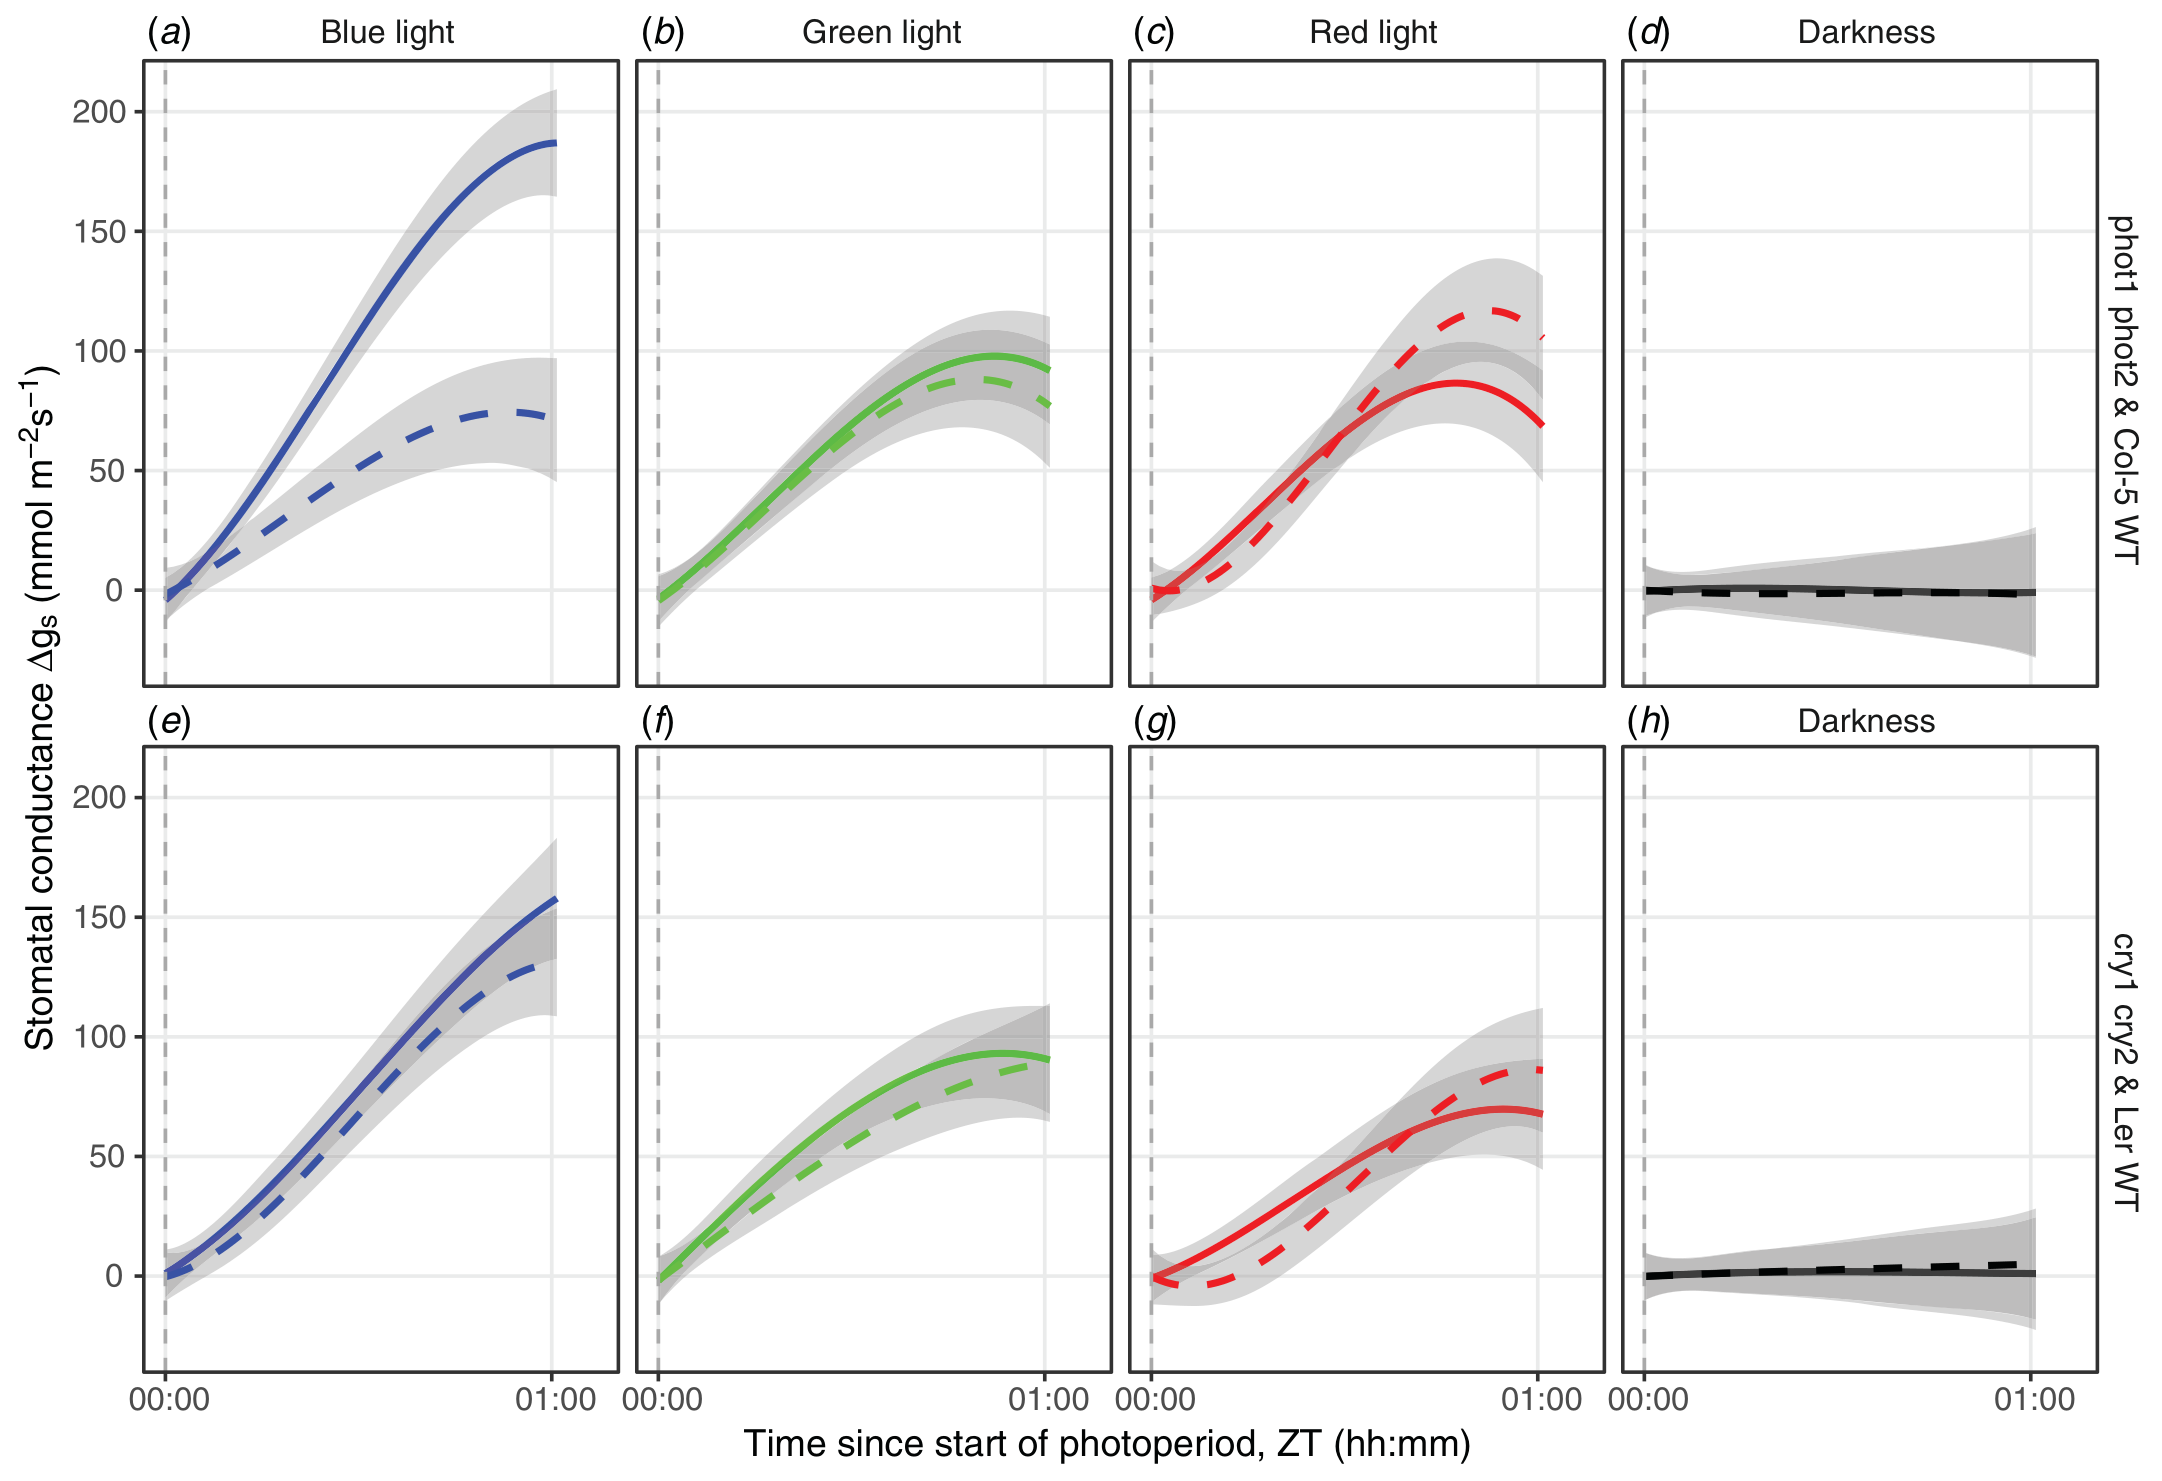 (a) Blue light
(b) Green light
(c) Red light
(d) Darkness
200
150
100
50
0
phot1 phot2 & Col-5 WT
Stomatal conductance Δgₛ (mmol m⁻²s⁻¹)
(e)
(f)
(g)
(h) Darkness
200
150
100
50
0
cry1 cry2 & Ler WT
00:00 01:00 00:00 01:00 00:00 01:00 00:00 01:00
Time since start of photoperiod, ZT (hh:mm)